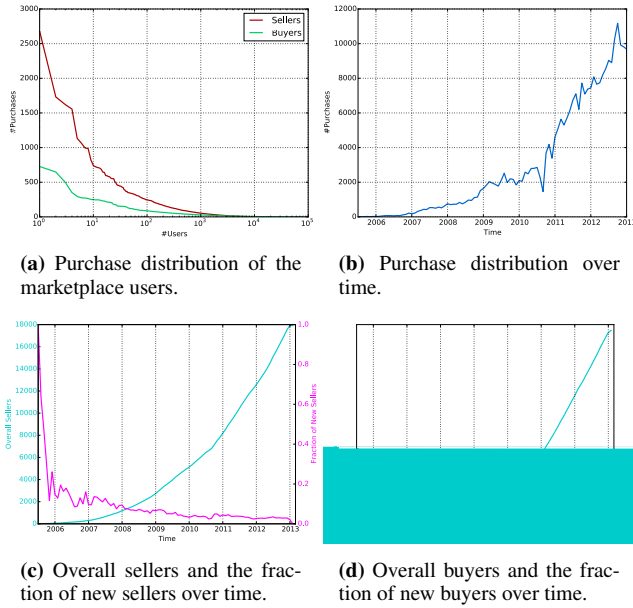 Sellers
Buyers
3000
2500
2000
1500
1000
500
0
#Purchases
10^0 10^1 10^2 10^3 10^4 10^5
#Users
12000
10000
8000
6000
4000
2000
0
#Purchases
2006 2007 2008 2009 2010 2011 2012 2013
Time
(a) Purchase distribution of the
marketplace users.
(b) Purchase distribution over
time.
18000
16000
14000
12000
10000
8000
6000
4000
2000
0
Overall Sellers
1.0
0.8
0.6
0.4
0.2
0.0
Fraction of New Sellers
2006 2007 2008 2009 2010 2011 2012 2013
Time
(c) Overall sellers and the frac-
tion of new sellers over time.
(d) Overall buyers and the frac-
tion of new buyers over time.